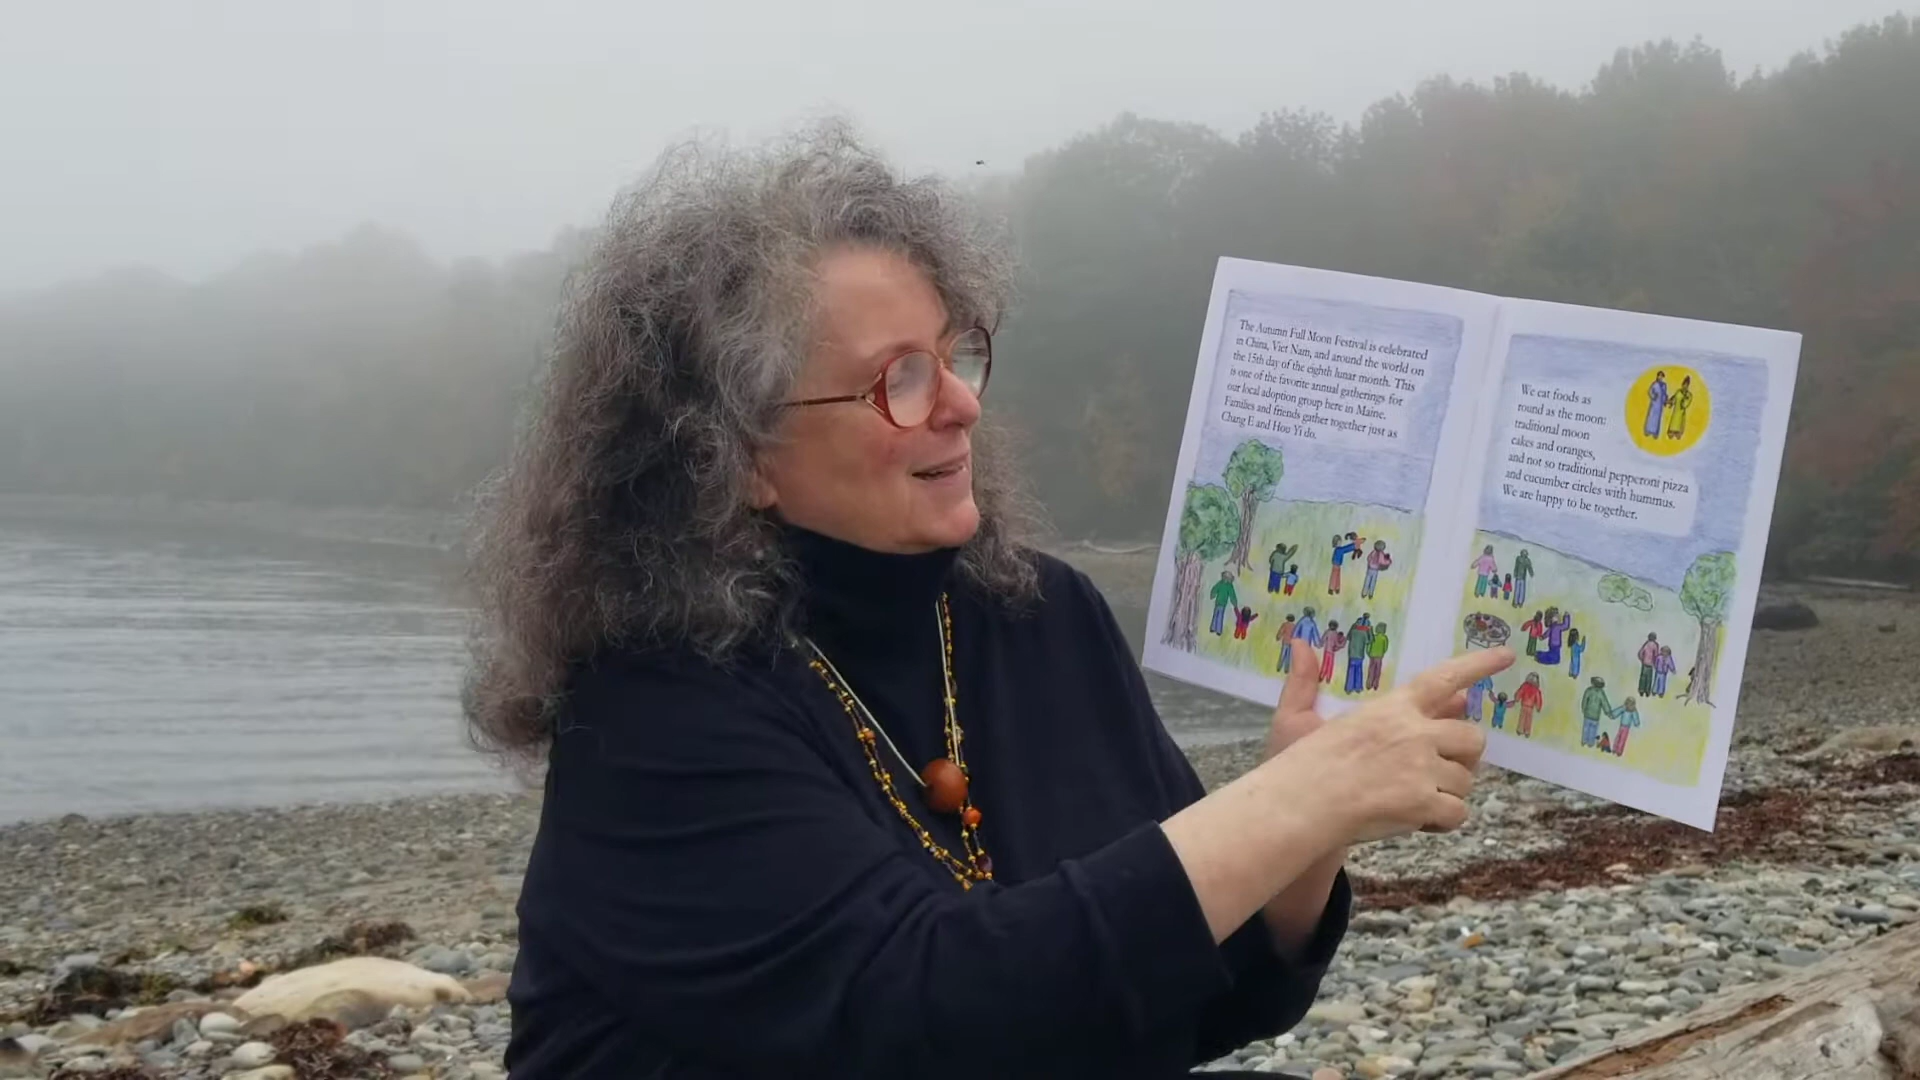 The Autumn Full Moon Festival is celebrated
in China, Viet Nam, and around the world on
the 15th day of the eighth lunar month. This
is one of the favorite annual gatherings for
our local adoption group here in Maine.
Families and friends gather together just as
Chang E and Hou Yi do.
We eat foods as
round as the moon:
traditional moon
cakes and oranges,
and not so traditional pepperoni pizza
and cucumber circles with hummus.
We are happy to be together.